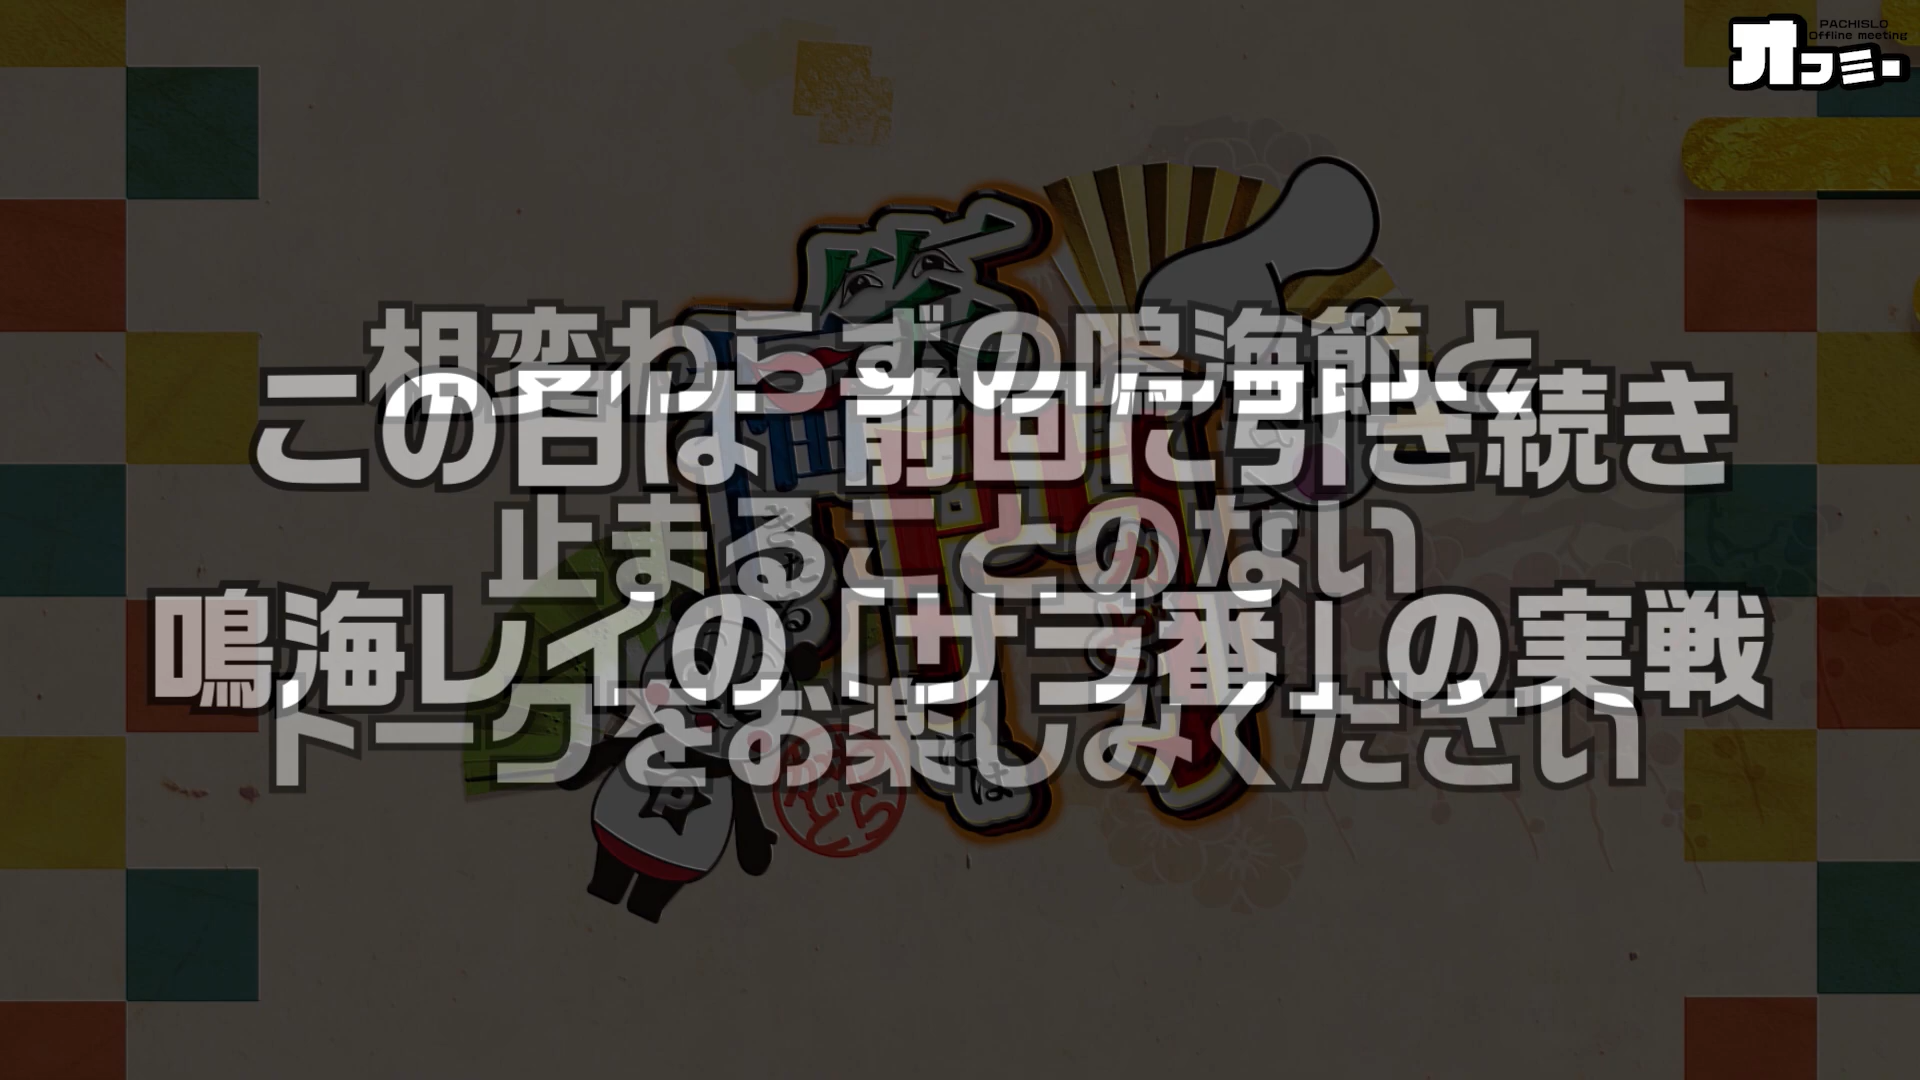 PACHISLO
Offline meeting
オフミー
相変わらずの鳴海節と
この日は 前回に引き続き
止まることのない
鳴海レイの「サラ番」の実戦
トークをお楽しみください